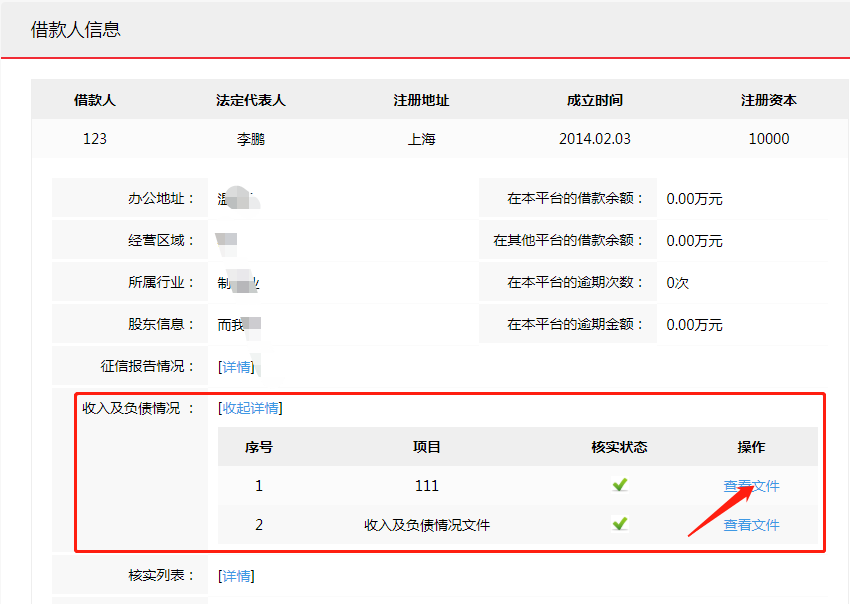 借款人信息
借款人 法定代表人 注册地址 成立时间 注册资本
123 李鹏 上海 2014.02.03 10000
办公地址： 在本平台的借款余额： 0.00万元
经营区域： 在其他平台的借款余额： 0.00万元
所属行业： 制 业 在本平台的逾期次数： 0次
股东信息： 而我 在本平台的逾期金额： 0.00万元
征信报告情况： [详情]
收入及负债情况 ： [收起详情]
序号 项目 核实状态 操作
1 111 查看文件
2 收入及负债情况文件 查看文件
核实列表： [详情]